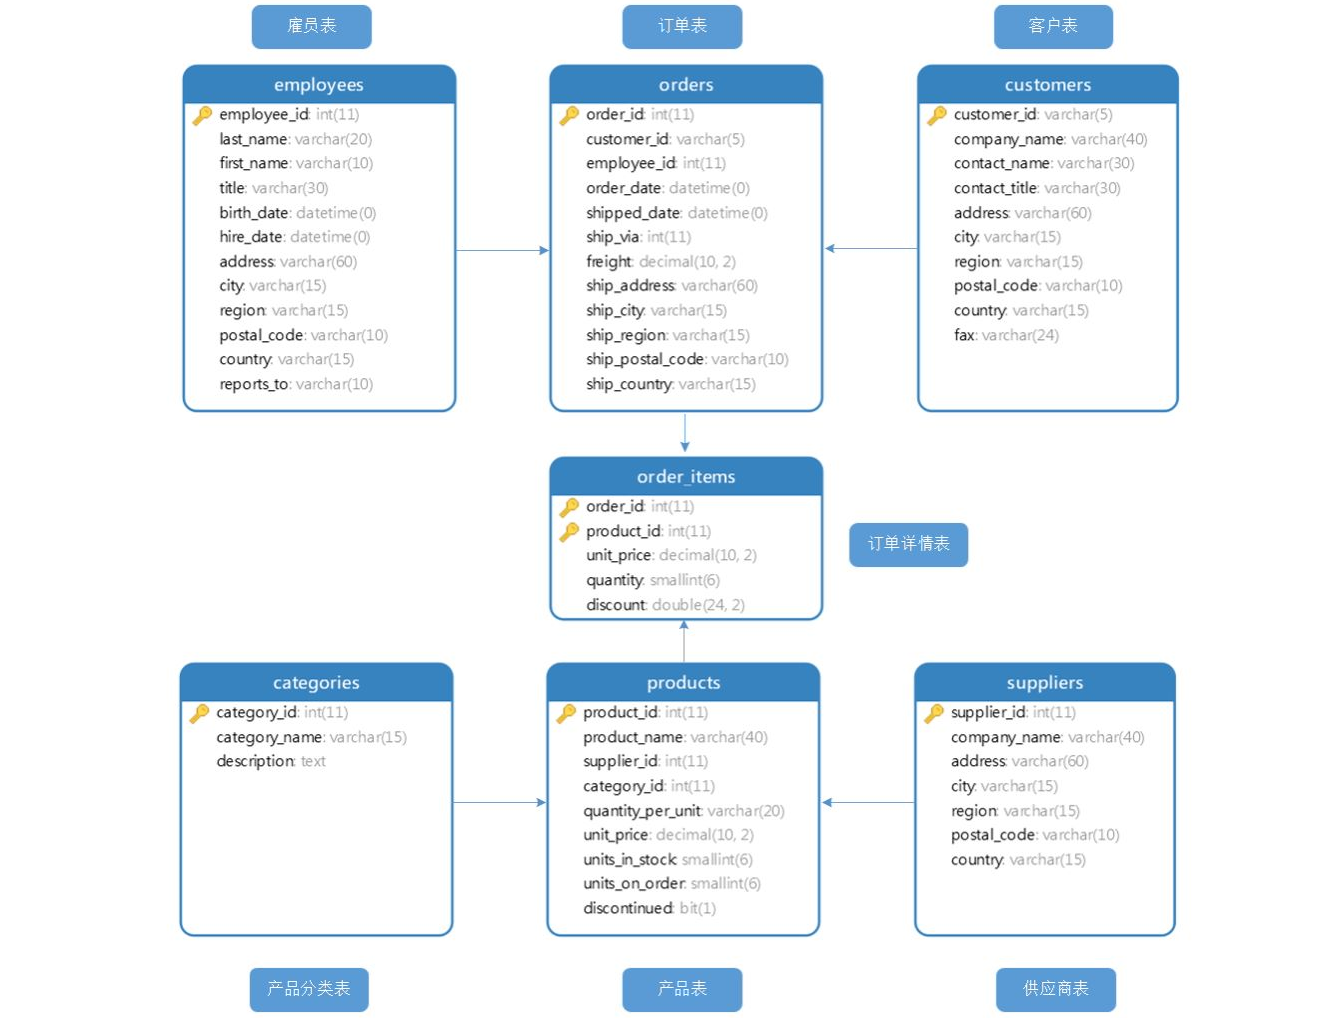 雇员表
订单表
客户表
employees
employee_id: int(11)
last_name: varchar(20)
first_name: varchar(10)
title: varchar(30)
birth_date: datetime(0)
hire_date: datetime(0)
address: varchar(60)
city: varchar(15)
region: varchar(15)
postal_code: varchar(10)
country: varchar(15)
reports_to: varchar(10)
orders
order_id: int(11)
customer_id: varchar(5)
employee_id: int(11)
order_date: datetime(0)
shipped_date: datetime(0)
ship_via: int(11)
freight: decimal(10, 2)
ship_address: varchar(60)
ship_city: varchar(15)
ship_region: varchar(15)
ship_postal_code: varchar(10)
ship_country: varchar(15)
customers
customer_id: varchar(5)
company_name: varchar(40)
contact_name: varchar(30)
contact_title: varchar(30)
address: varchar(60)
city: varchar(15)
region: varchar(15)
postal_code: varchar(10)
country: varchar(15)
fax: varchar(24)
order_items
order_id: int(11)
product_id: int(11)
unit_price: decimal(10, 2)
quantity: smallint(6)
discount: double(24, 2)
订单详情表
categories
category_id: int(11)
category_name: varchar(15)
description: text
products
product_id: int(11)
product_name: varchar(40)
supplier_id: int(11)
category_id: int(11)
quantity_per_unit: varchar(20)
unit_price: decimal(10, 2)
units_in_stock: smallint(6)
units_on_order: smallint(6)
discontinued: bit(1)
suppliers
supplier_id: int(11)
company_name: varchar(40)
address: varchar(60)
city: varchar(15)
region: varchar(15)
postal_code: varchar(10)
country: varchar(15)
产品分类表
产品表
供应商表